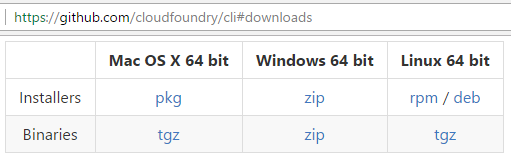 https://github.com/cloudfoundry/cli#downloads
Mac OS X 64 bit Windows 64 bit Linux 64 bit
Installers pkg zip rpm / deb
Binaries tgz zip tgz